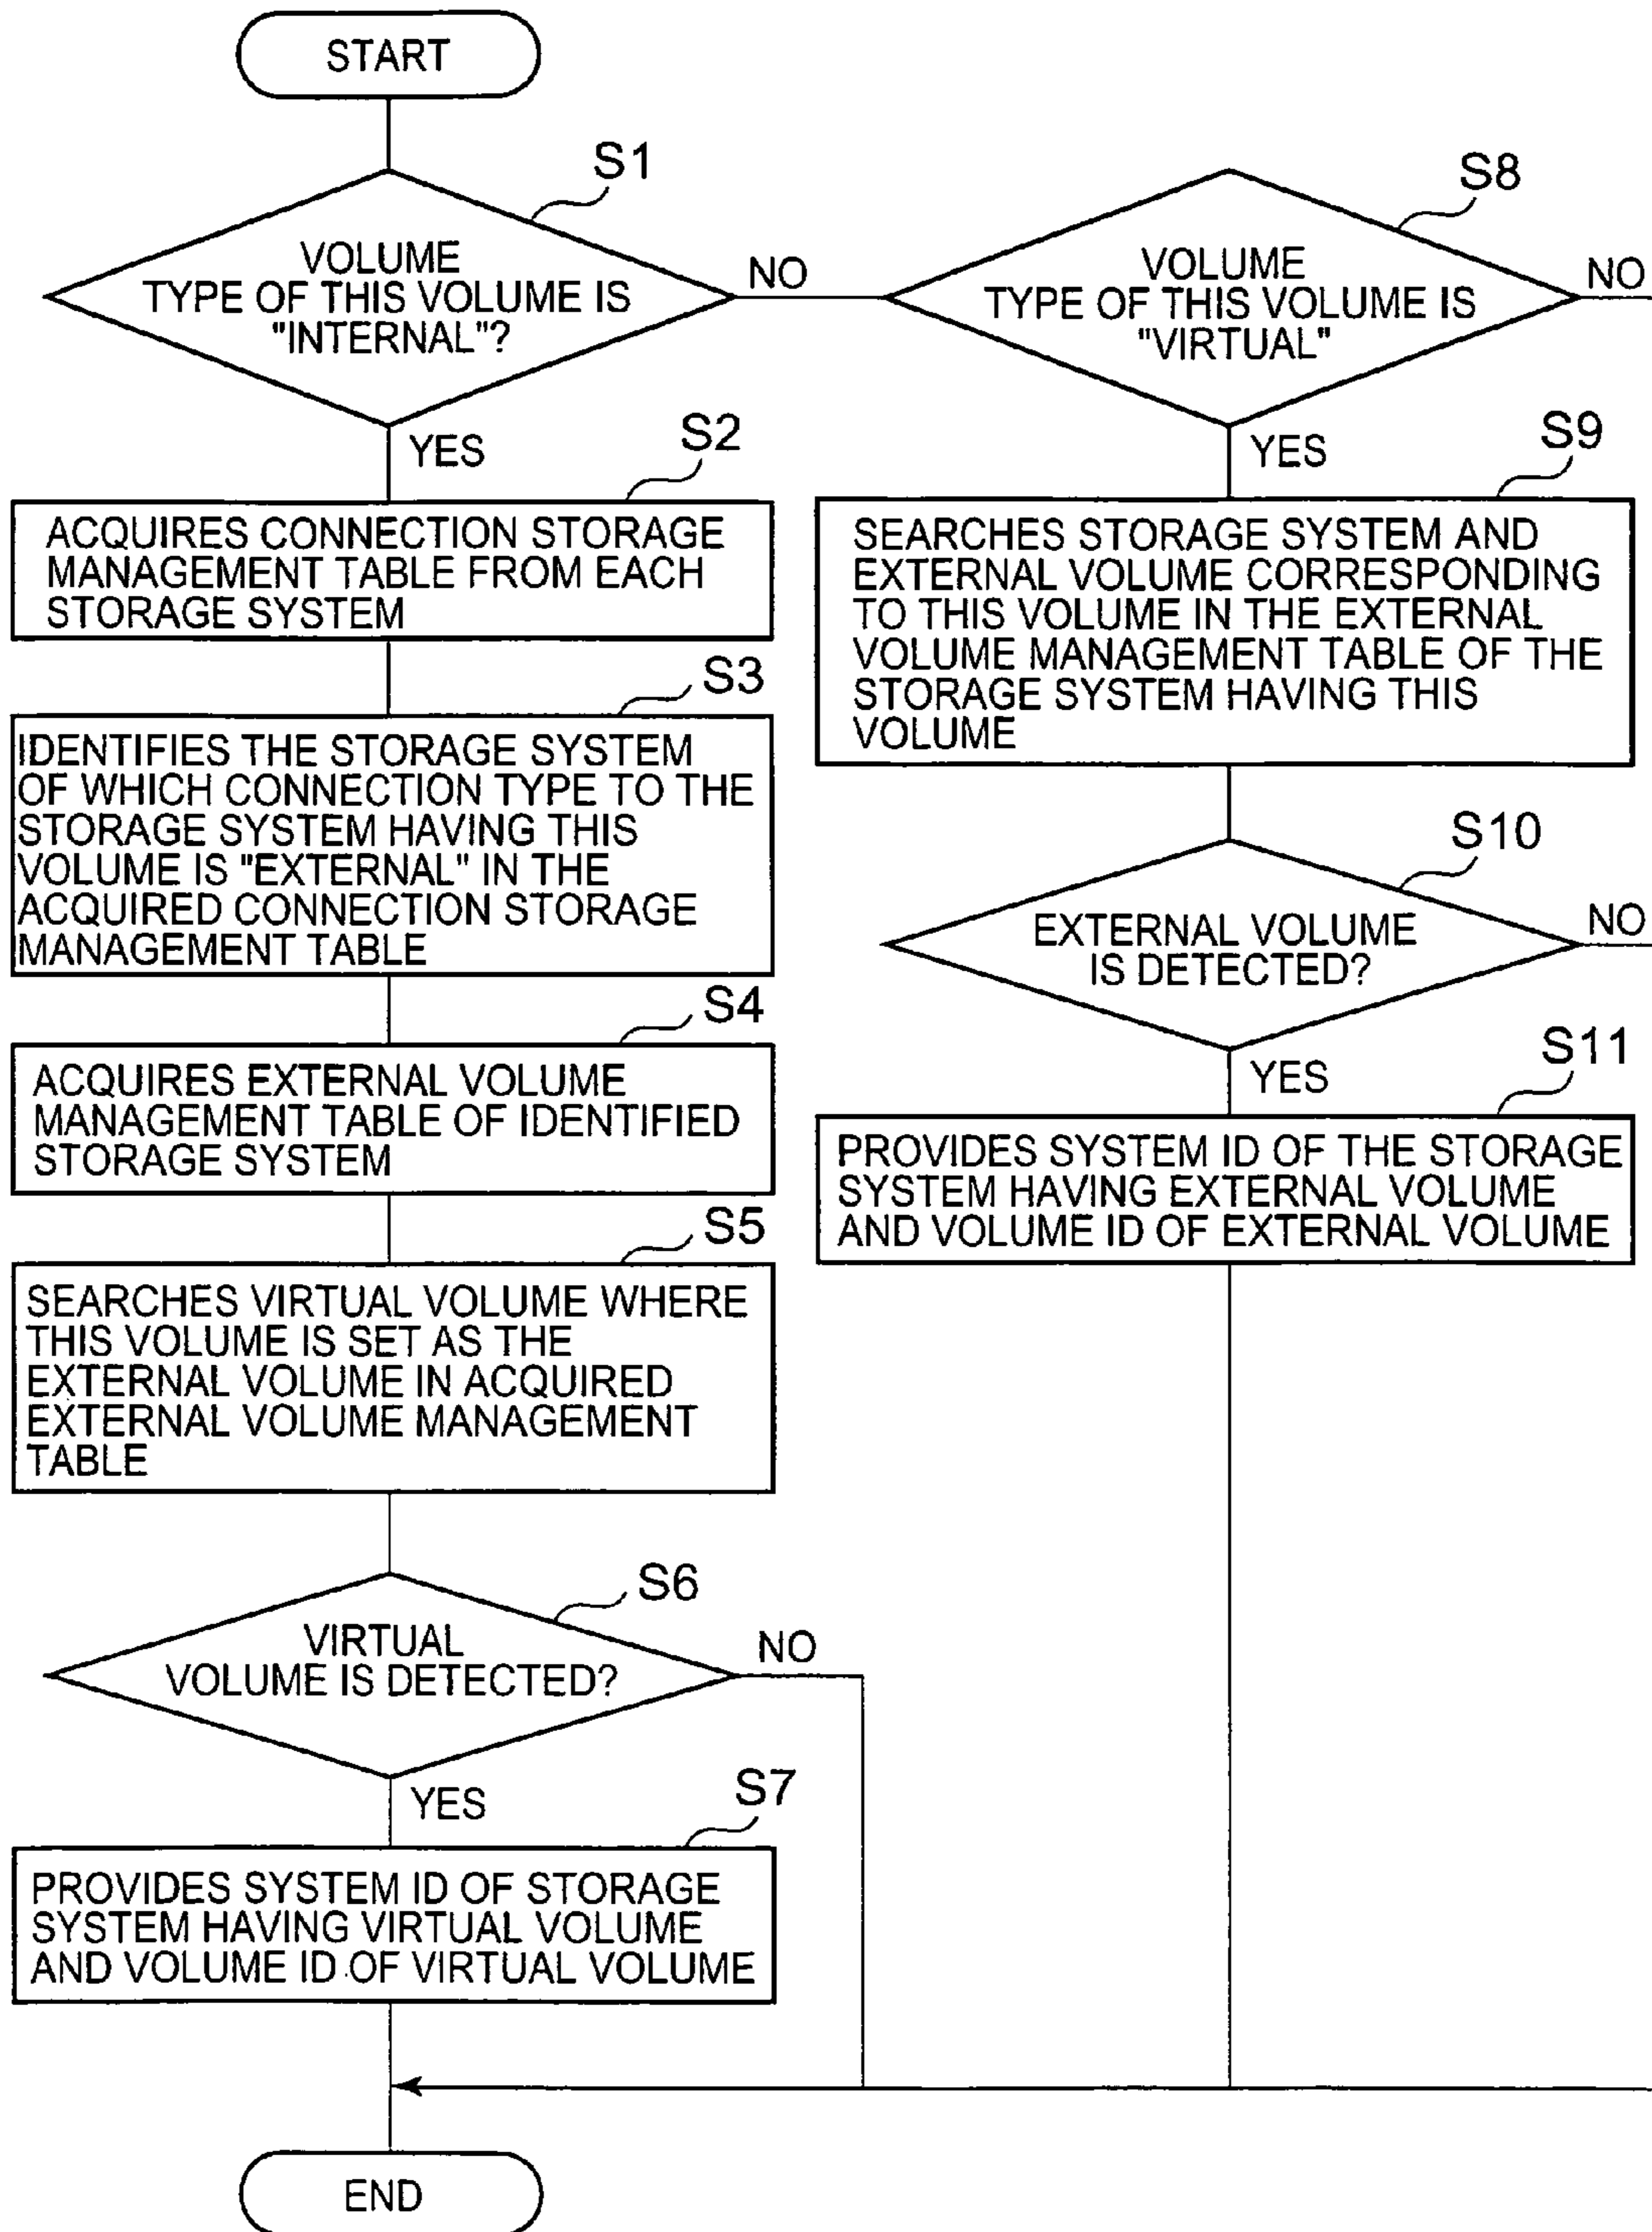 START
S1
VOLUME
TYPE OF THIS VOLUME IS
"INTERNAL"?
NO
YES
S2
ACQUIRES CONNECTION STORAGE
MANAGEMENT TABLE FROM EACH
STORAGE SYSTEM
S3
IDENTIFIES THE STORAGE SYSTEM
OF WHICH CONNECTION TYPE TO THE
STORAGE SYSTEM HAVING THIS
VOLUME IS "EXTERNAL" IN THE
ACQUIRED CONNECTION STORAGE
MANAGEMENT TABLE
S4
ACQUIRES EXTERNAL VOLUME
MANAGEMENT TABLE OF IDENTIFIED
STORAGE SYSTEM
S5
SEARCHES VIRTUAL VOLUME WHERE
THIS VOLUME IS SET AS THE
EXTERNAL VOLUME IN ACQUIRED
EXTERNAL VOLUME MANAGEMENT
TABLE
S6
VIRTUAL
VOLUME IS DETECTED?
NO
YES
S7
PROVIDES SYSTEM ID OF STORAGE
SYSTEM HAVING VIRTUAL VOLUME
AND VOLUME ID OF VIRTUAL VOLUME
END
S8
VOLUME
TYPE OF THIS VOLUME IS
"VIRTUAL"
NO
YES
S9
SEARCHES STORAGE SYSTEM AND
EXTERNAL VOLUME CORRESPONDING
TO THIS VOLUME IN THE EXTERNAL
VOLUME MANAGEMENT TABLE OF THE
STORAGE SYSTEM HAVING THIS
VOLUME
S10
EXTERNAL VOLUME
IS DETECTED?
NO
YES
S11
PROVIDES SYSTEM ID OF THE STORAGE
SYSTEM HAVING EXTERNAL VOLUME
AND VOLUME ID OF EXTERNAL VOLUME